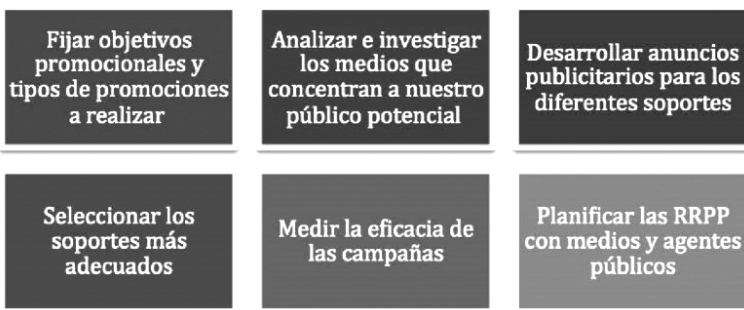 Fijar objetivos
promocionales y
tipos de promociones
a realizar
Analizar e investigar
los medios que
concentran a nuestro
público potencial
Desarrollar anuncios
publicitarios para los
diferentes soportes
Seleccionar los
soportes más
adecuados
Medir la eficacia de
las campañas
Planificar las RRPP
con medios y agentes
públicos